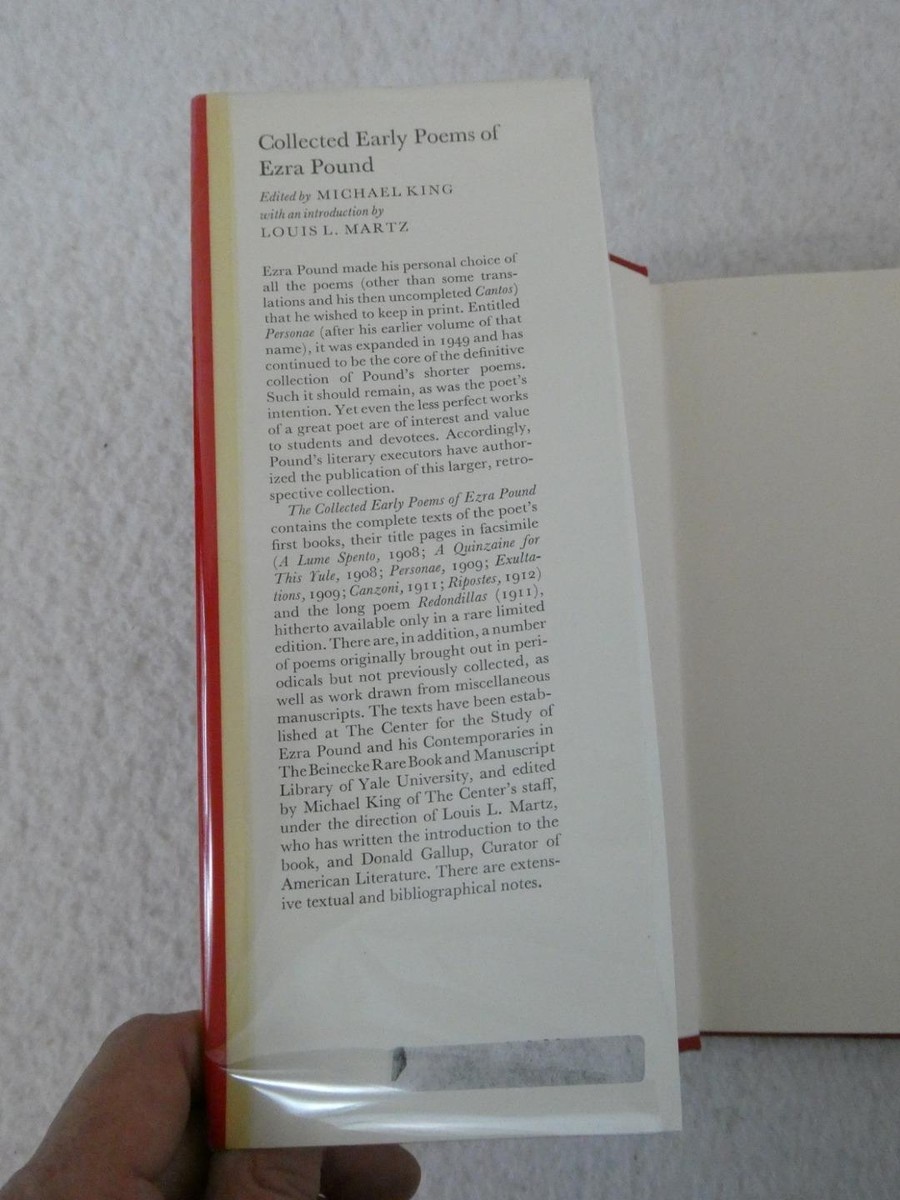 Collected Early Poems of
Ezra Pound
Edited by MICHAEL KING
with an introduction by
LOUIS L. MARTZ
Ezra Pound made his personal choice of
all the poems (other than some trans-
lations and his then uncompleted Cantos)
that he wished to keep in print. Entitled
Personae (after his earlier volume of that
name), it was expanded in 1949 and has
continued to be the core of the definitive
collection of Pound's shorter poems.
Such it should remain, as was the poet's
intention. Yet even the less perfect works
of a great poet are of interest and value
to students and devotees. Accordingly,
Pound's literary executors have author-
ized the publication of this larger, retro-
spective collection.
The Collected Early Poems of Ezra Pound
contains the complete texts of the poet's
first books, their title pages in facsimile
(A Lume Spento, 1908; A Quinzaine for
This Yule, 1908; Personae, 1909; Exulta-
tions, 1909; Canzoni, 1911; Ripostes, 1912)
and the long poem Redondillas (1911),
hitherto available only in a rare limited
edition. There are, in addition, a number
of poems originally brought out in peri-
odicals but not previously collected, as
well as work drawn from miscellaneous
manuscripts. The texts have been estab-
lished at The Center for the Study of
Ezra Pound and his Contemporaries in
The Beinecke Rare Book and Manuscript
Library of Yale University, and edited
by Michael King of The Center's staff,
under the direction of Louis L. Martz,
who has written the introduction to the
book, and Donald Gallup, Curator of
American Literature. There are extens-
ive textual and bibliographical notes.